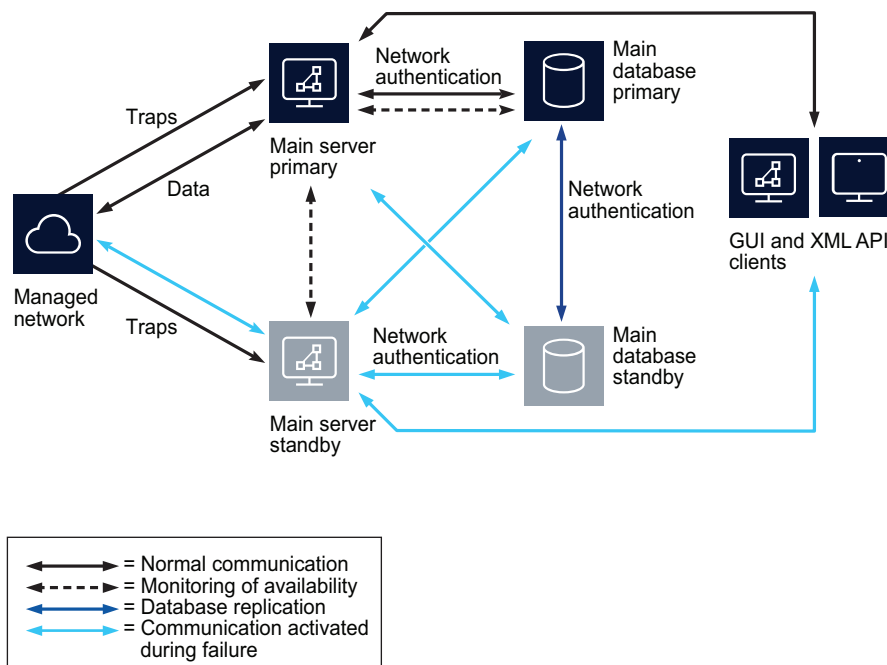 Network
authentication
Main
database
primary
Traps
Main server
primary
Data
Network
authentication
GUI and XML API
clients
Managed
network
Traps
Network
authentication
Main
database
standby
Main server
standby
= Normal communication
= Monitoring of availability
= Database replication
= Communication activated
during failure